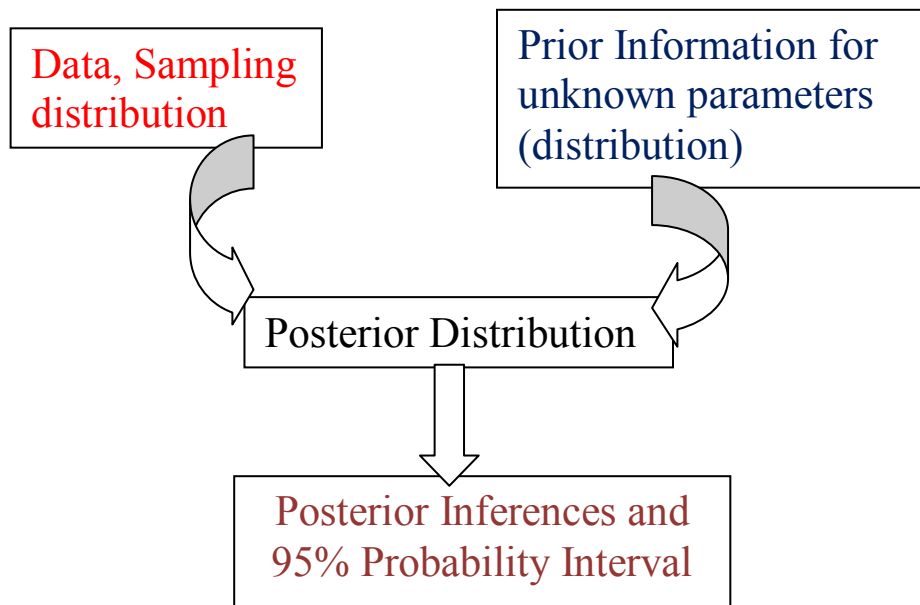 Data, Sampling
distribution
Prior Information for
unknown parameters
(distribution)
Posterior Distribution
Posterior Inferences and
95% Probability Interval